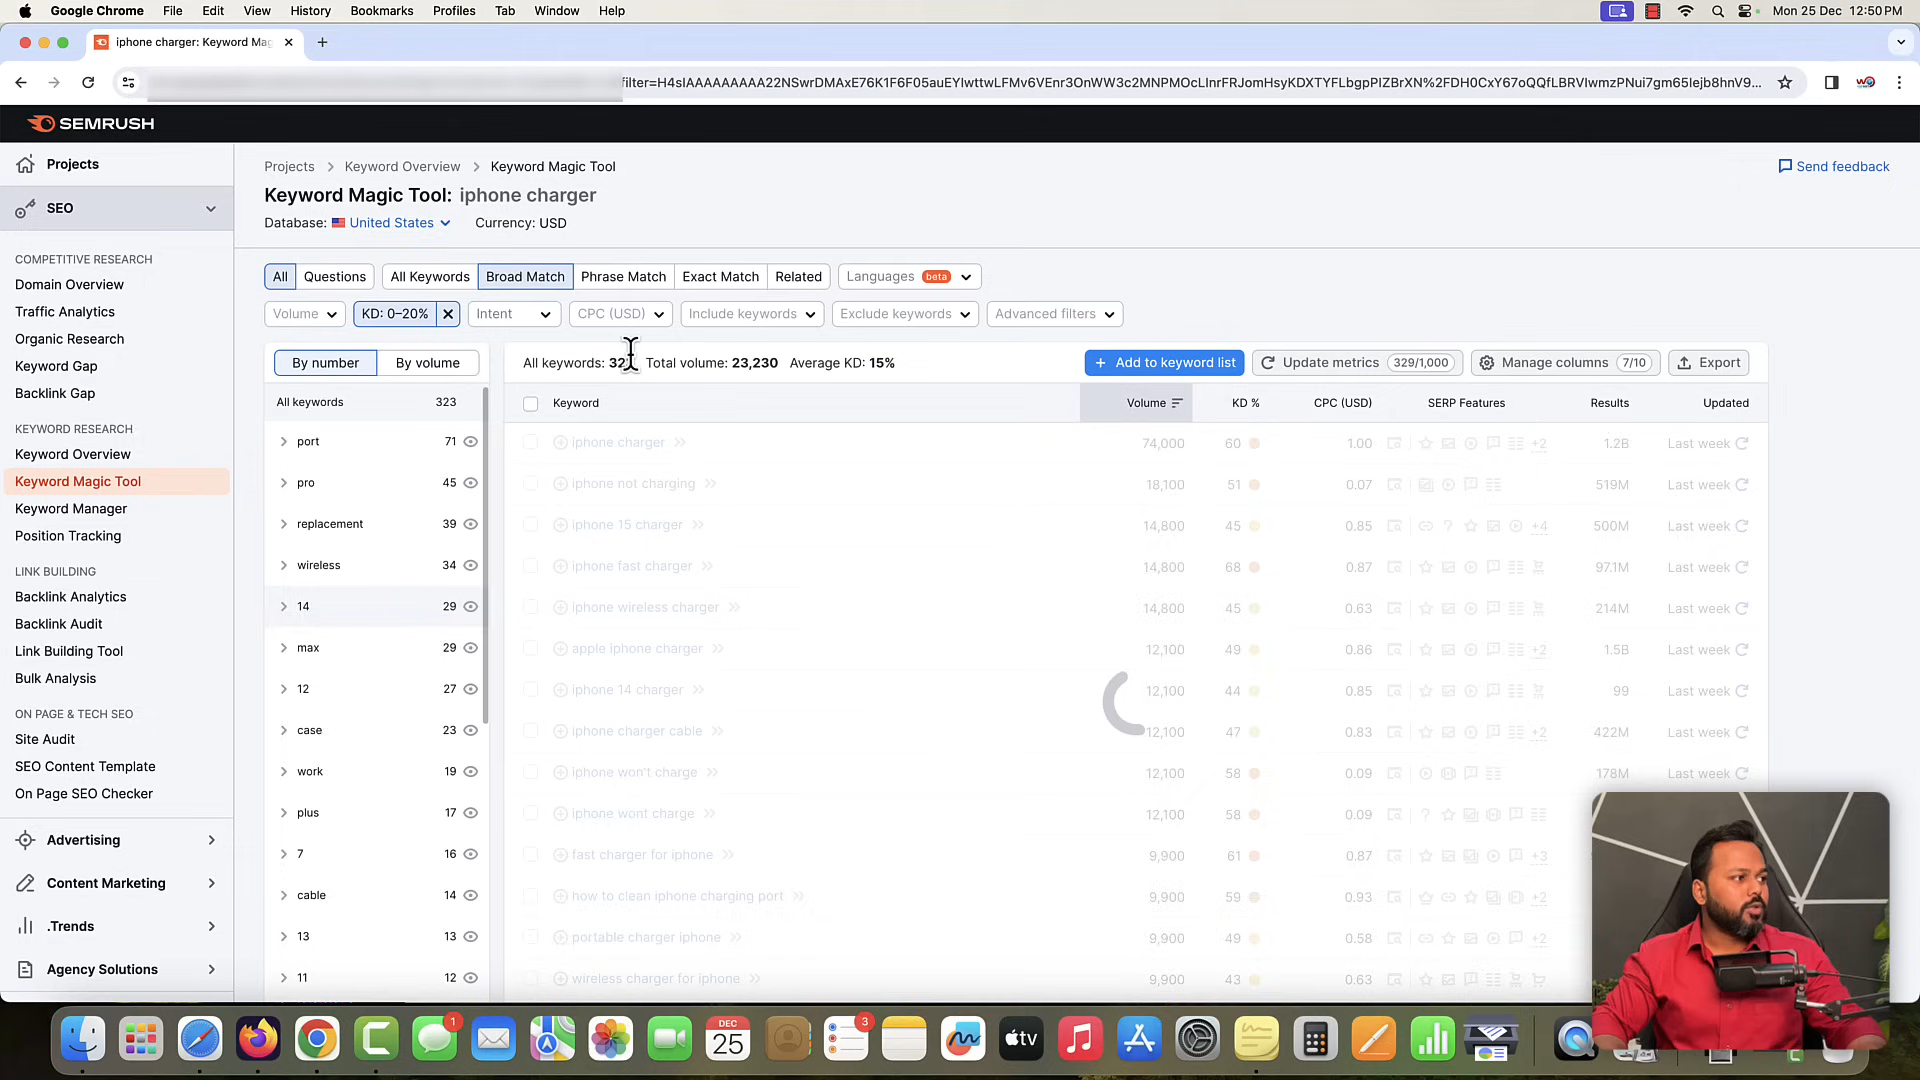 Google Chrome File Edit View History Bookmarks Profiles Tab Window Help Mon 25 Dec 12:50 PM
iphone charger: Keyword Mag
SEMRUSH
Projects
SEO
COMPETITIVE RESEARCH
Domain Overview
Traffic Analytics
Organic Research
Keyword Gap
Backlink Gap
KEYWORD RESEARCH
Keyword Overview
Keyword Magic Tool
Keyword Manager
Position Tracking
LINK BUILDING
Backlink Analytics
Backlink Audit
Link Building Tool
Bulk Analysis
ON PAGE & TECH SEO
Site Audit
SEO Content Template
On Page SEO Checker
Advertising
Content Marketing
.Trends
Agency Solutions
Projects > Keyword Overview > Keyword Magic Tool
Send feedback
Keyword Magic Tool: iphone charger
Database: United States Currency: USD
All Questions All Keywords Broad Match Phrase Match Exact Match Related Languages beta
Volume KD: 0–20% Intent CPC (USD) Include keywords Exclude keywords Advanced filters
By number By volume
All keywords: Total volume: 23,230 Average KD: 15% + Add to keyword list Update metrics 329/1,000 Manage columns 7/10 Export
All keywords 323
port 71
pro 45
replacement 39
wireless 34
14 29
max 29
12 27
case 23
work 19
plus 17
7 16
cable 14
13 13
11 12
Keyword Volume KD % CPC (USD) SERP Features Results Updated
iphone charger 74,000 60 1.00 +2 1.2B Last week
iphone not charging 18,100 51 0.07 519M Last week
iphone 15 charger 14,800 45 0.85 +4 500M Last week
iphone fast charger 14,800 68 0.87 97.1M Last week
iphone wireless charger 14,800 45 0.63 214M Last week
apple iphone charger 12,100 49 0.86 +2 1.5B Last week
iphone 14 charger 12,100 44 0.85 99 Last week
iphone charger cable 12,100 47 0.83 +2 422M Last week
iphone won't charge 12,100 58 0.09 178M Last week
iphone wont charge 12,100 58 0.09
fast charger for iphone 9,900 61 0.87 +3
how to clean iphone charging port 9,900 59 0.93 +2
portable charger iphone 9,900 49 0.58 +2
wireless charger for iphone 9,900 43 0.63
1
DEC
25
3
tv